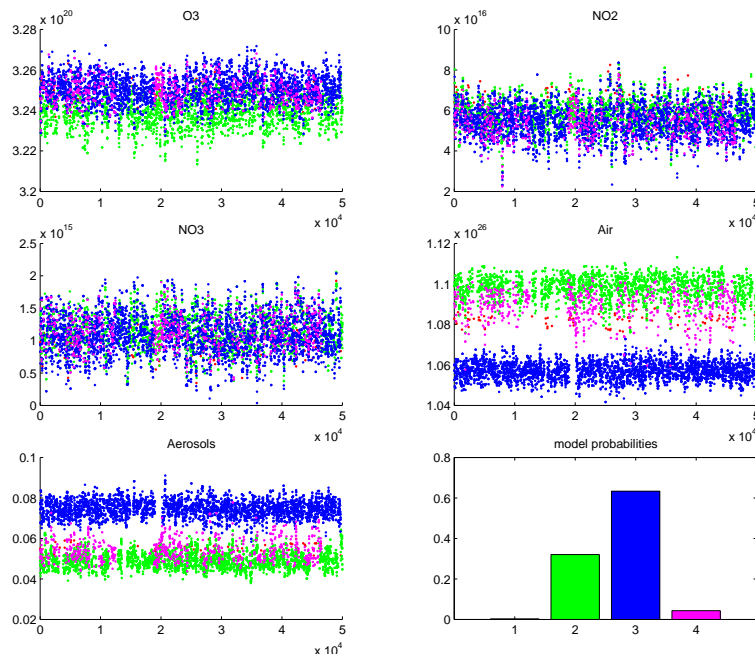 O3
x 10^20
3.28
3.26
3.24
3.22
3.2
0 1 2 3 4 5
x 10^4
NO2
x 10^16
10
8
6
4
2
0 1 2 3 4 5
x 10^4
NO3
x 10^15
2.5
2
1.5
1
0.5
0
0 1 2 3 4 5
x 10^4
Air
x 10^26
1.12
1.1
1.08
1.06
1.04
0 1 2 3 4 5
x 10^4
Aerosols
0.1
0.08
0.06
0.04
0.02
0 1 2 3 4 5
x 10^4
model probabilities
0.8
0.6
0.4
0.2
0
1 2 3 4